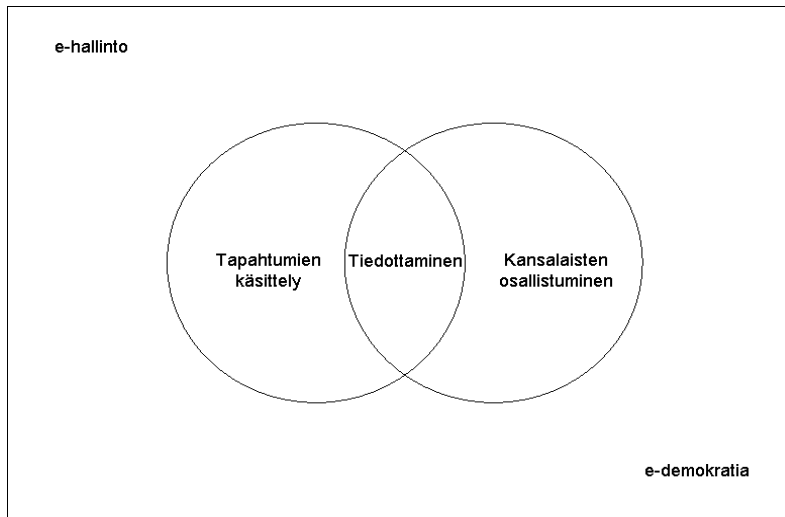 e-hallinto
Tapahtumien
käsittely
Tiedottaminen
Kansalaisten
osallistuminen
e-demokratia